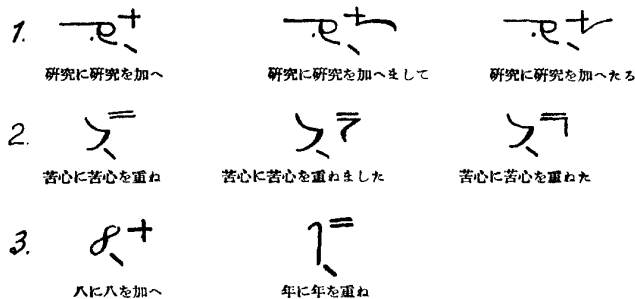 1.
研究に研究を加へ 研究に研究を加へまして 研究に研究を加へたる
2.
苦心に苦心を重ね 苦心に苦心を重ねました 苦心に苦心を重ねた
3.
八に八を加へ 年に年を重ね